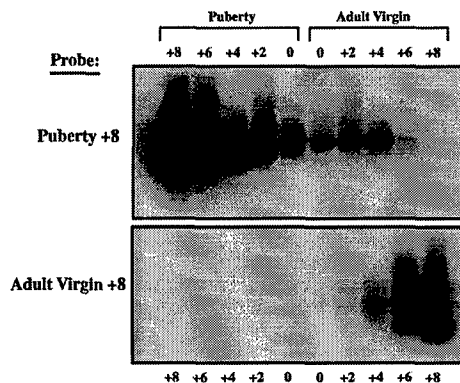 Puberty Adult Virgin
+8 +6 +4 +2 0 0 +2 +4 +6 +8
Probe:
Puberty +8
Adult Virgin +8
+8 +6 +4 +2 0 0 +2 +4 +6 +8